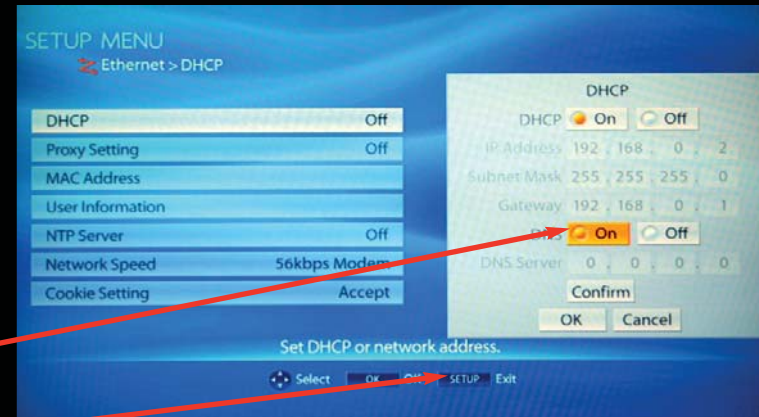 SETUP MENU
Ethernet > DHCP
DHCP Off
Proxy Setting Off
MAC Address
User Information
NTP Server Off
Network Speed 56kbps Modem
Cookie Setting Accept
DHCP
DHCP On Off
IP Address 192 . 168 . 0 . 2
Subnet Mask 255 . 255 . 255 . 0
Gateway 192 . 168 . 0 . 1
DNS On Off
DNS Server 0 . 0 . 0 . 0
Confirm
OK Cancel
Set DHCP or network address.
Select OK OK SETUP Exit